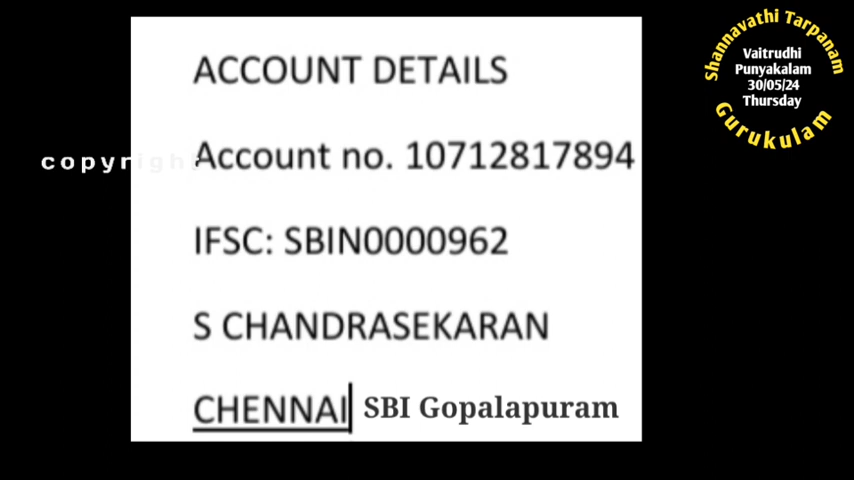 ACCOUNT DETAILS
copyright
Account no. 10712817894
IFSC: SBIN0000962
S CHANDRASEKARAN
CHENNAI SBI Gopalapuram
Shannavathi Tarpanam
Vaitrudhi
Punyakalam
30/05/24
Thursday
Gurukulam